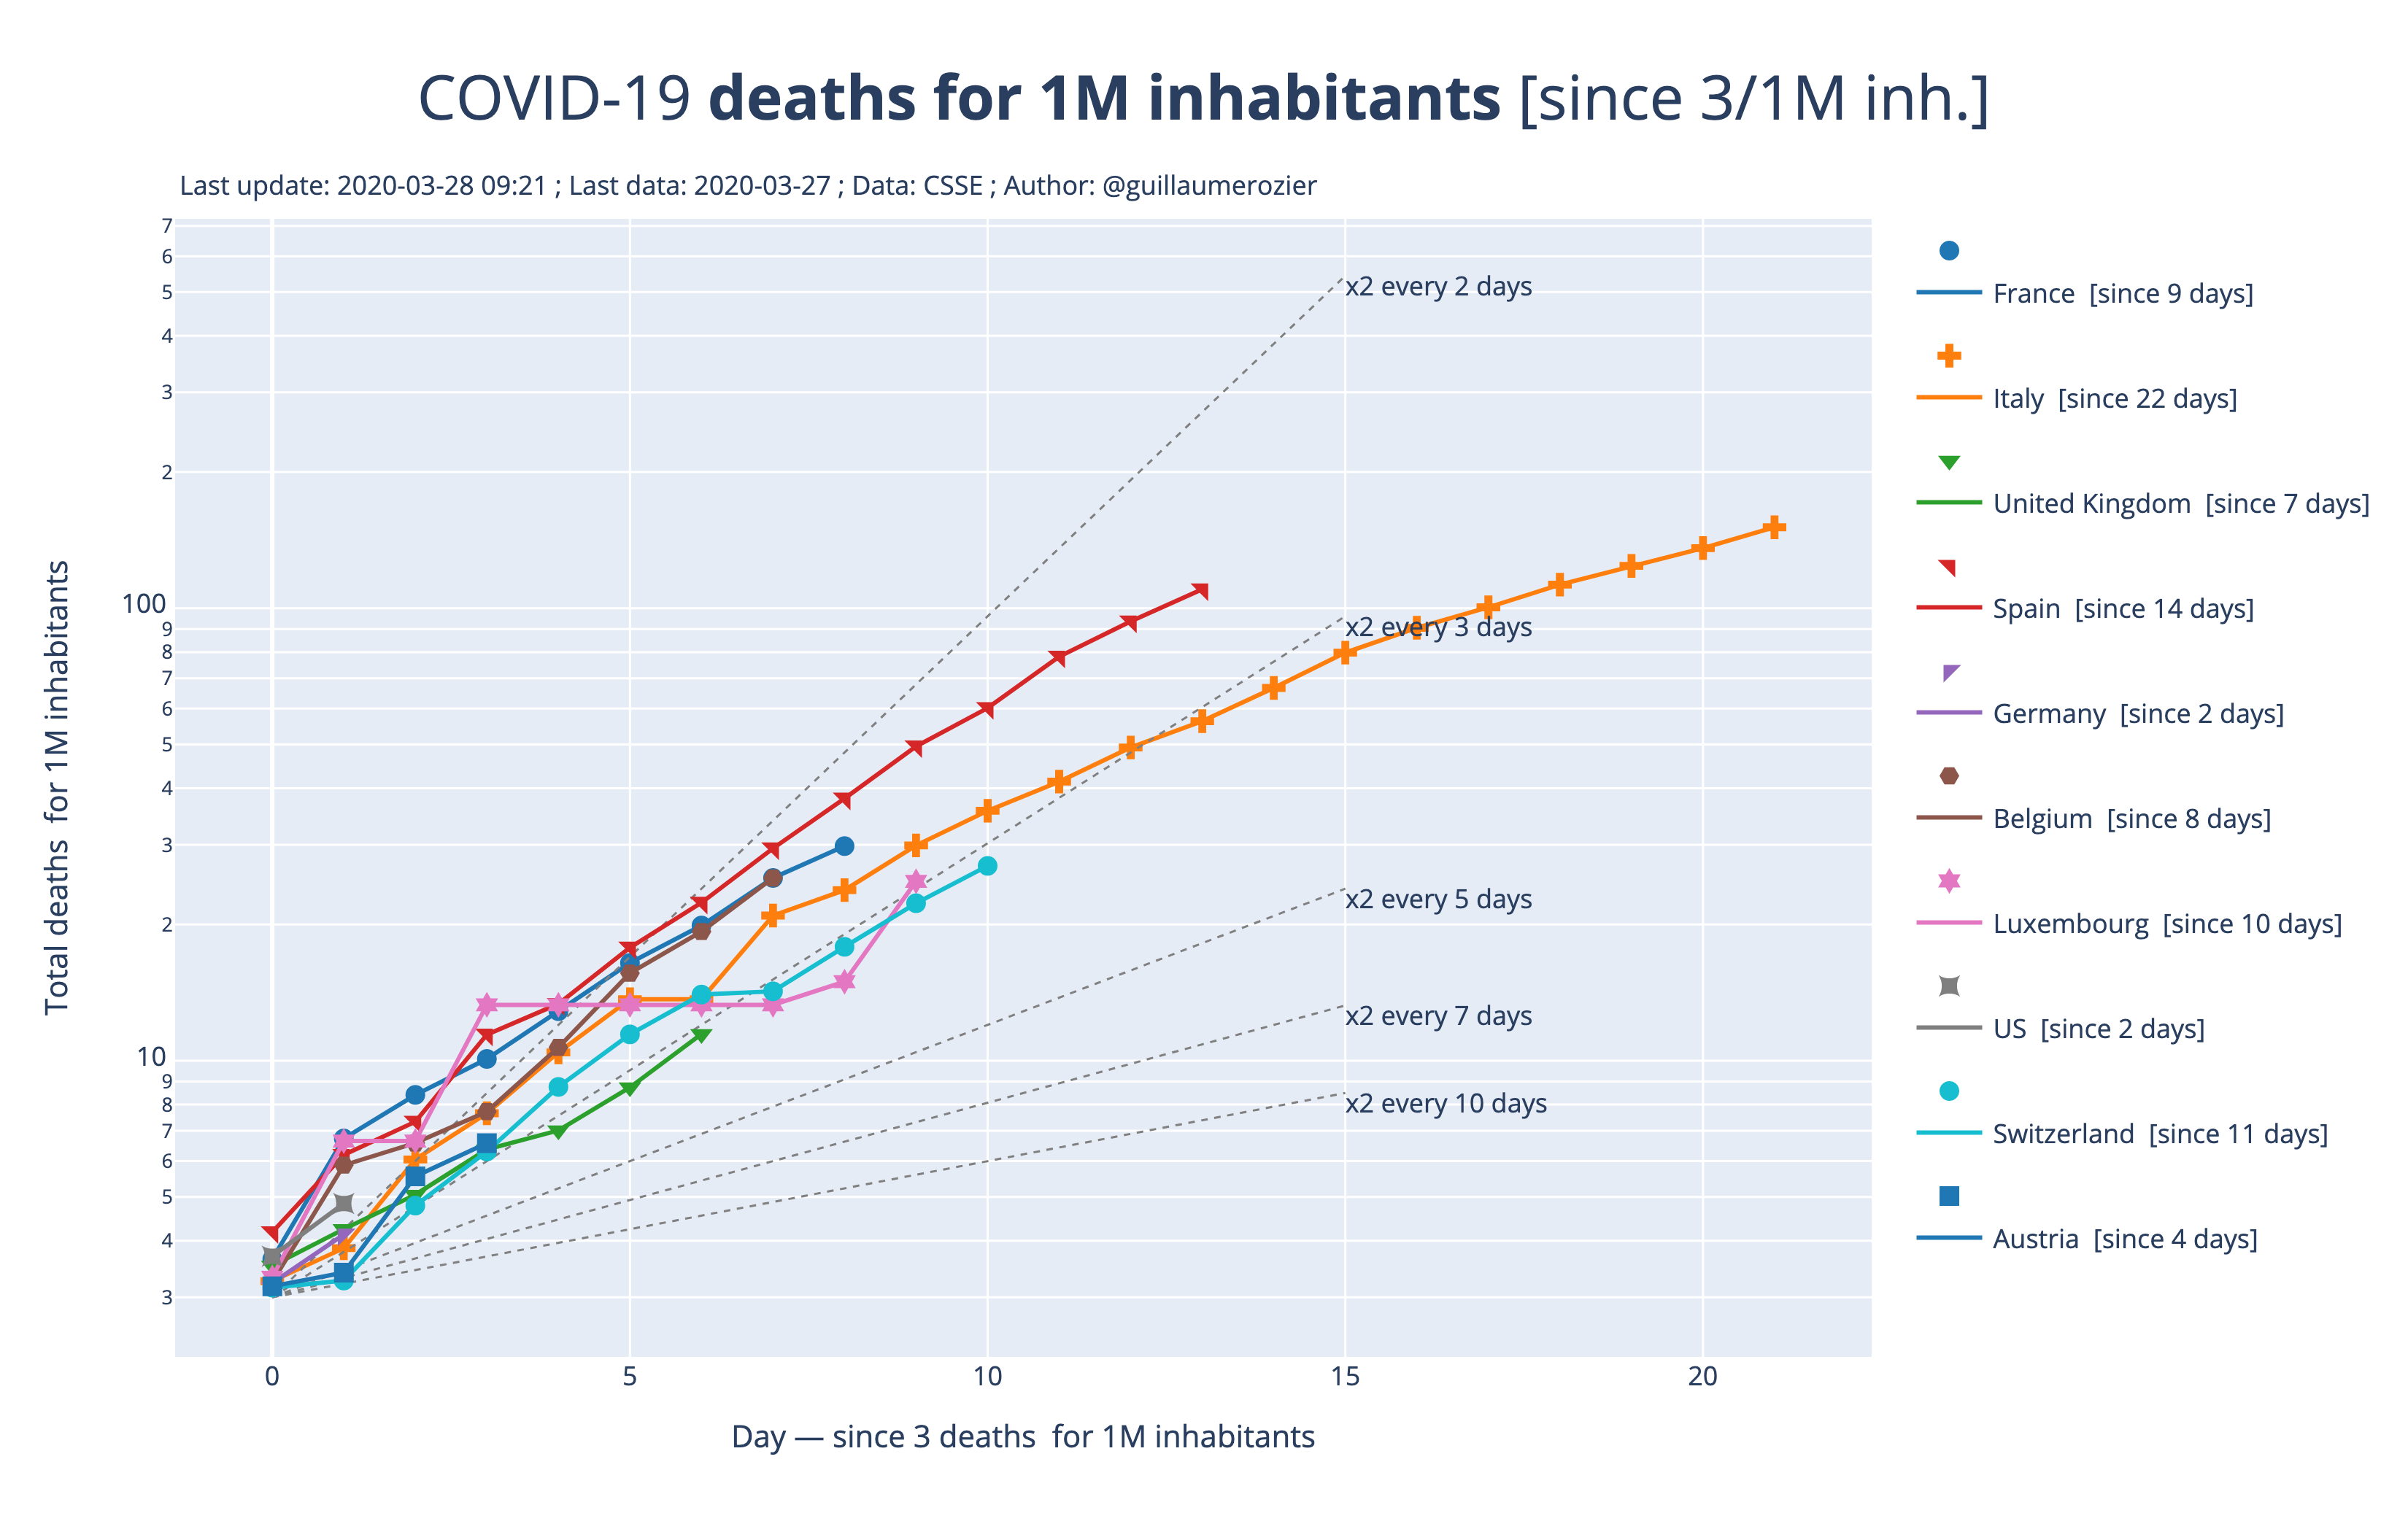 COVID-19 deaths for 1M inhabitants [since 3/1M inh.]
Last update: 2020-03-28 09:21 ; Last data: 2020-03-27 ; Data: CSSE ; Author: @guillaumerozier
Total deaths for 1M inhabitants
7
6
5
4
3
2
100
9
8
7
6
5
4
3
2
10
9
8
7
6
5
4
3
x2 every 2 days
x2 every 3 days
x2 every 5 days
x2 every 7 days
x2 every 10 days
0 5 10 15 20
Day — since 3 deaths for 1M inhabitants
France [since 9 days]
Italy [since 22 days]
United Kingdom [since 7 days]
Spain [since 14 days]
Germany [since 2 days]
Belgium [since 8 days]
Luxembourg [since 10 days]
US [since 2 days]
Switzerland [since 11 days]
Austria [since 4 days]